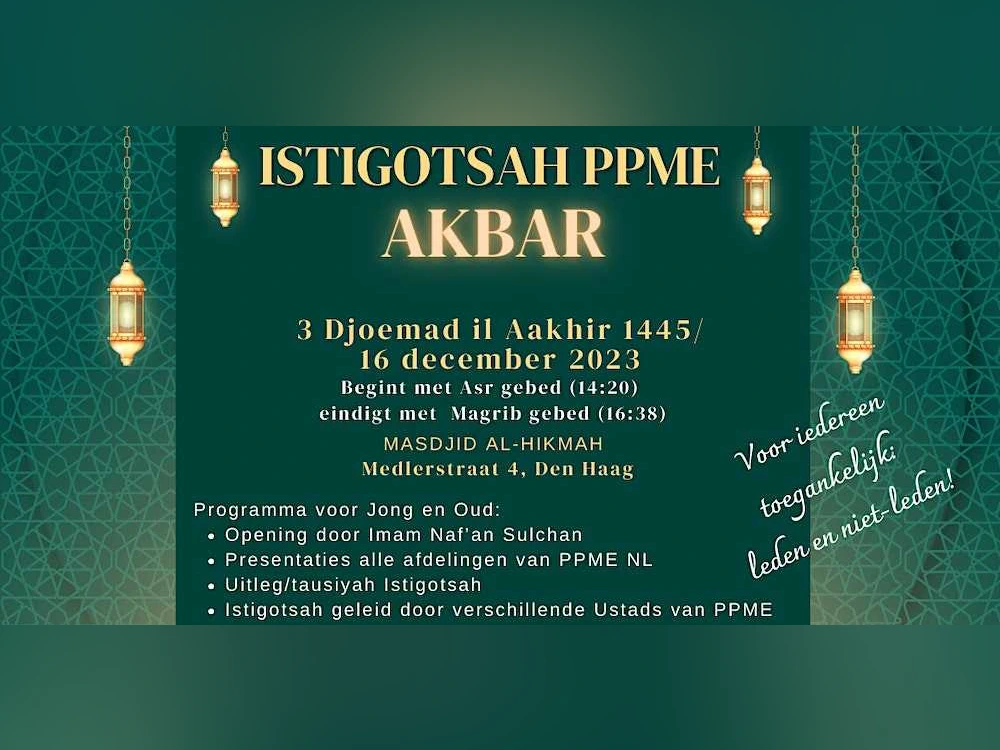 ISTIGOTSAH PPME
AKBAR
3 Djoemad il Aakhir 1445/
16 december 2023
Begint met Asr gebed (14:20)
eindigt met Magrib gebed (16:38)
MASDJID AL-HIKMAH
Medlerstraat 4, Den Haag
Voor iedereen
toegankelijk:
leden en niet-leden!
Programma voor Jong en Oud:
• Opening door Imam Naf'an Sulchan
• Presentaties alle afdelingen van PPME NL
• Uitleg/tausiyah Istigotsah
• Istigotsah geleid door verschillende Ustads van PPME